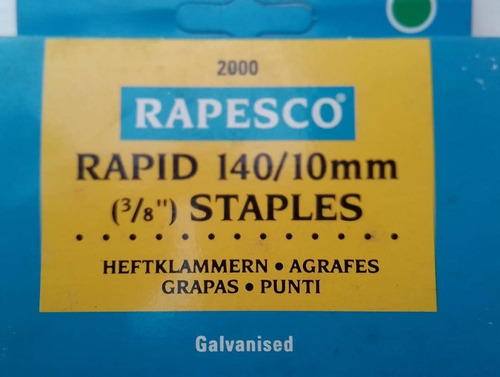 2000
RAPESCO®
RAPID 140/10mm
(3/8") STAPLES
HEFTKLAMMERN • AGRAFES
GRAPAS • PUNTI
Galvanised